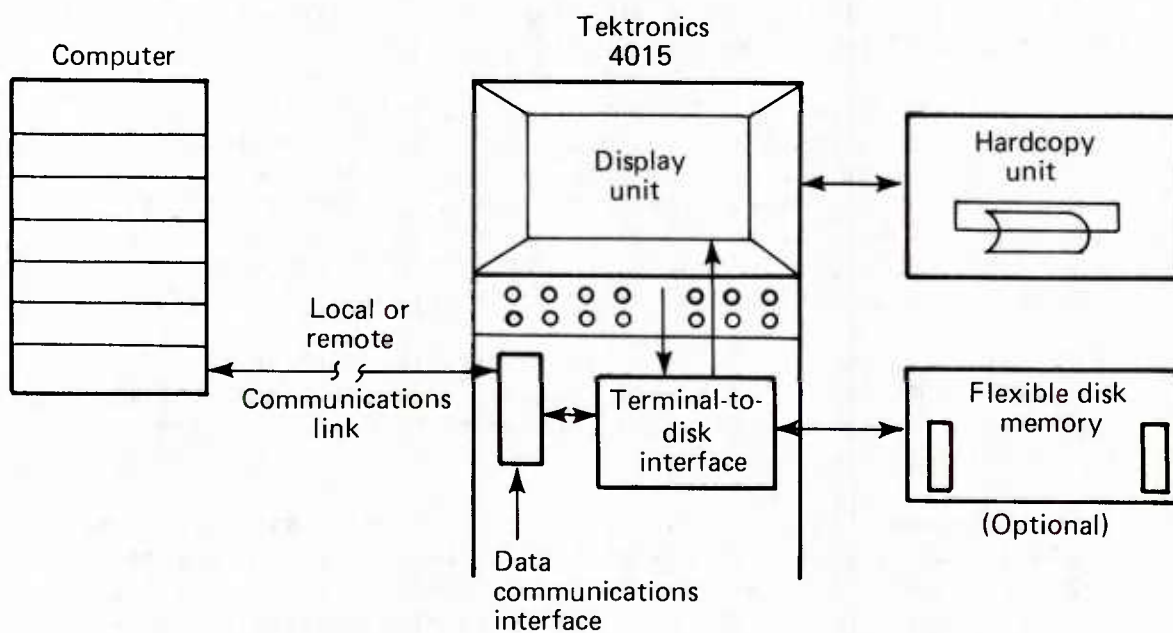 Computer
Tektronics
4015
Display
unit
Hardcopy
unit
Local or
remote
Communications
link
Terminal-to-
disk
interface
Flexible disk
memory
(Optional)
Data
communications
interface